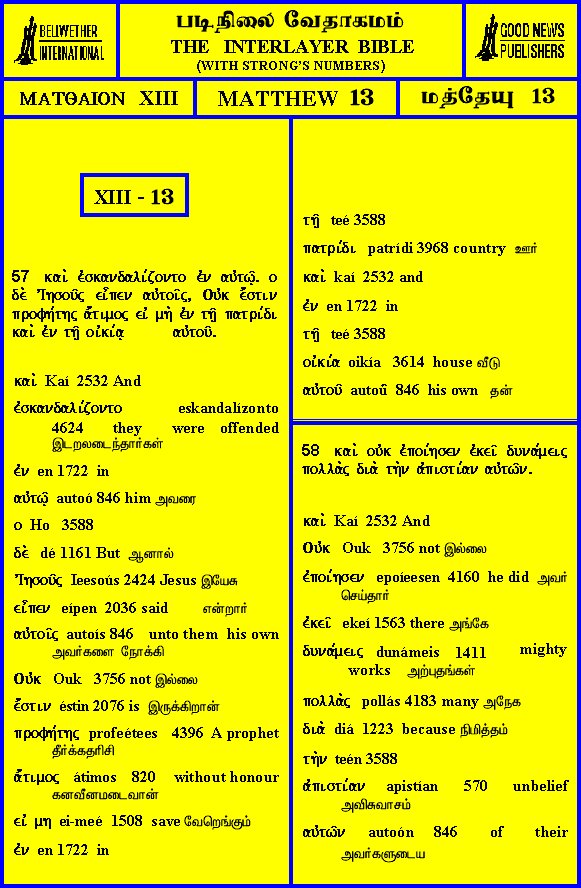 BELLWETHER
INTERNATIONAL
படிநிலை வேதாகமம்
THE INTERLAYER BIBLE
(WITH STRONG'S NUMBERS)
GOOD NEWS
PUBLISHERS
ΜΑΤΘΑΙΟΝ XIII
MATTHEW 13
மத்தேயு 13
XIII - 13
57 καὶ ἐσκανδαλίζοντο ἐν αὐτῷ. ο
δὲ Ἰησοῦς εἶπεν αὐτοῖς, Οὐκ ἔστιν
προφήτης ἄτιμος εἰ μὴ ἐν τῇ πατρίδι
καὶ ἐν τῇ οἰκίᾳ αὐτοῦ.
καὶ Kaí 2532 And
ἐσκανδαλίζοντο eskandalízonto
4624 they were offended
இடறலடைந்தார்கள்
ἐν en 1722 in
αὐτῷ autoó 846 him அவரை
ο Ho 3588
δὲ dé 1161 But ஆனால்
Ἰησοῦς Ieesoús 2424 Jesus இயேசு
εἶπεν eípen 2036 said என்றார்
αὐτοῖς autoís 846 unto them his own
அவர்களை நோக்கி
Οὐκ Ouk 3756 not இல்லை
ἔστιν éstin 2076 is இருக்கிறான்
προφήτης profeétees 4396 A prophet
தீர்க்கதரிசி
ἄτιμος átimos 820 without honour
கனவீனமடைவான்
εἰ μη ei-meé 1508 save வேறெங்கும்
ἐν en 1722 in
τῇ teé 3588
πατρίδι patrídi 3968 country ஊர்
καὶ kaí 2532 and
ἐν en 1722 in
τῇ teé 3588
οἰκία oikía 3614 house வீடு
αὐτοῦ autoû 846 his own தன்
58 καὶ οὐκ ἐποίησεν ἐκεῖ δυνάμεις
πολλὰς διὰ τὴν ἀπιστίαν αὐτῶν.
καὶ Kaí 2532 And
Οὐκ Ouk 3756 not இல்லை
ἐποίησεν epoíeesen 4160 he did அவர்
செய்தார்
ἐκεῖ ekeí 1563 there அங்கே
δυνάμεις dunámeis 1411 mighty
works அற்புதங்கள்
πολλὰς pollás 4183 many அநேக
διὰ diá 1223 because நிமித்தம்
τὴν teén 3588
ἀπιστίαν apistían 570 unbelief
அவிசுவாசம்
αὐτῶν autoón 846 of their
அவர்களுடைய